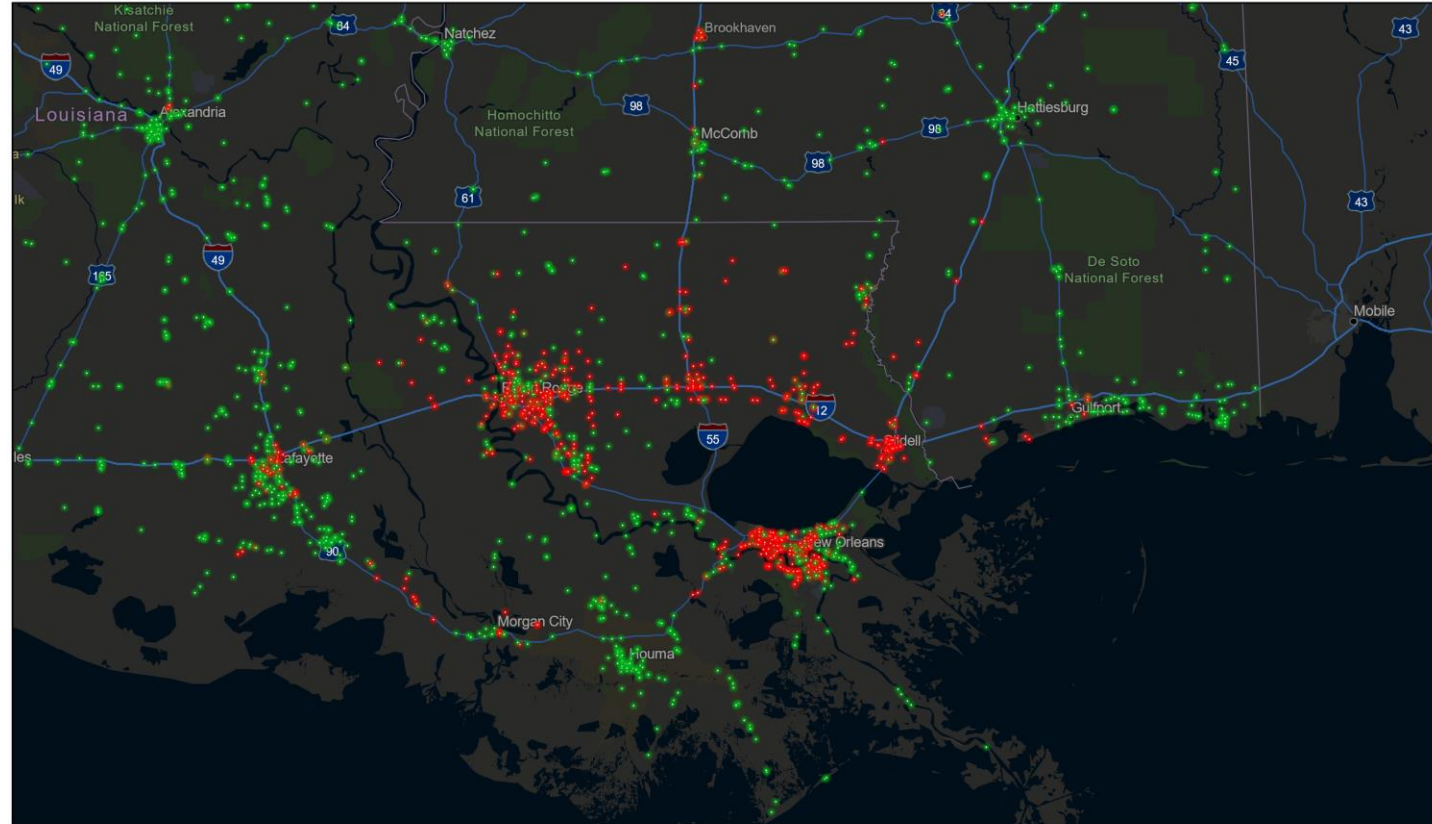 Kisatchie
National Forest
84
Natchez
Brookhaven
84
43
49
45
Louisiana
Alexandria
Homochitto
National Forest
98
Hattiesburg
McComb
98
98
lk
61
43
49
165
De Soto
National Forest
Mobile
Gulfport
12
55
Slidell
les
Lafayette
New Orleans
90
Morgan City
Houma